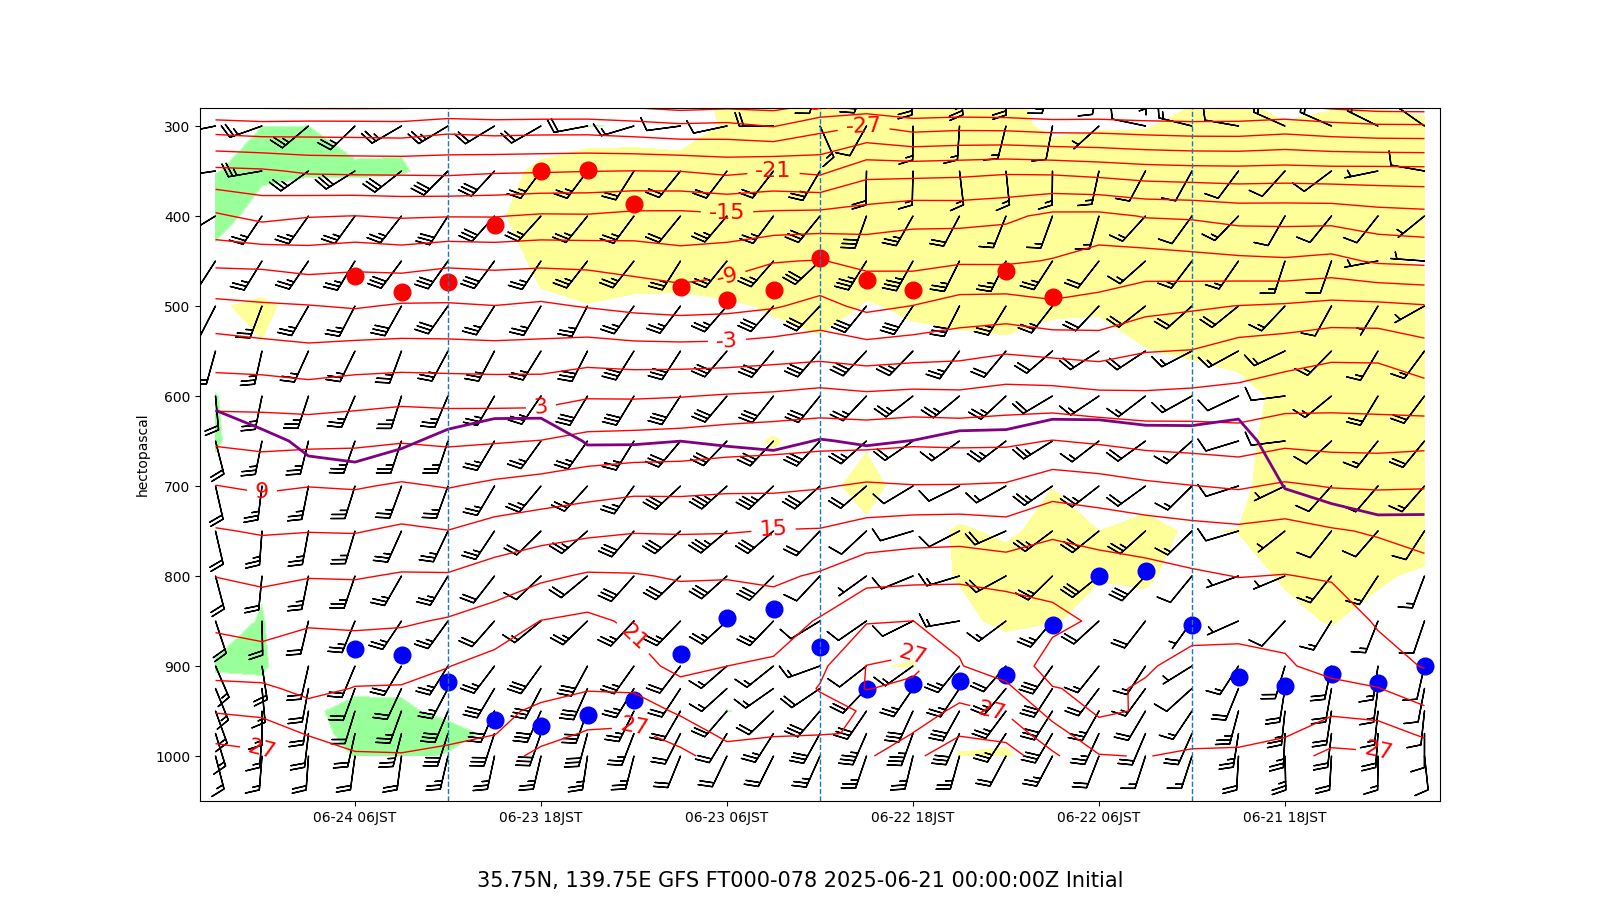 300
400
500
600
700
800
900
1000
hectopascal
-27
-21
-15
-9
-3
3
9
15
21
27
27
27
27
27
06-24 06JST
06-23 18JST
06-23 06JST
06-22 18JST
06-22 06JST
06-21 18JST
35.75N, 139.75E GFS FT000-078 2025-06-21 00:00:00Z Initial